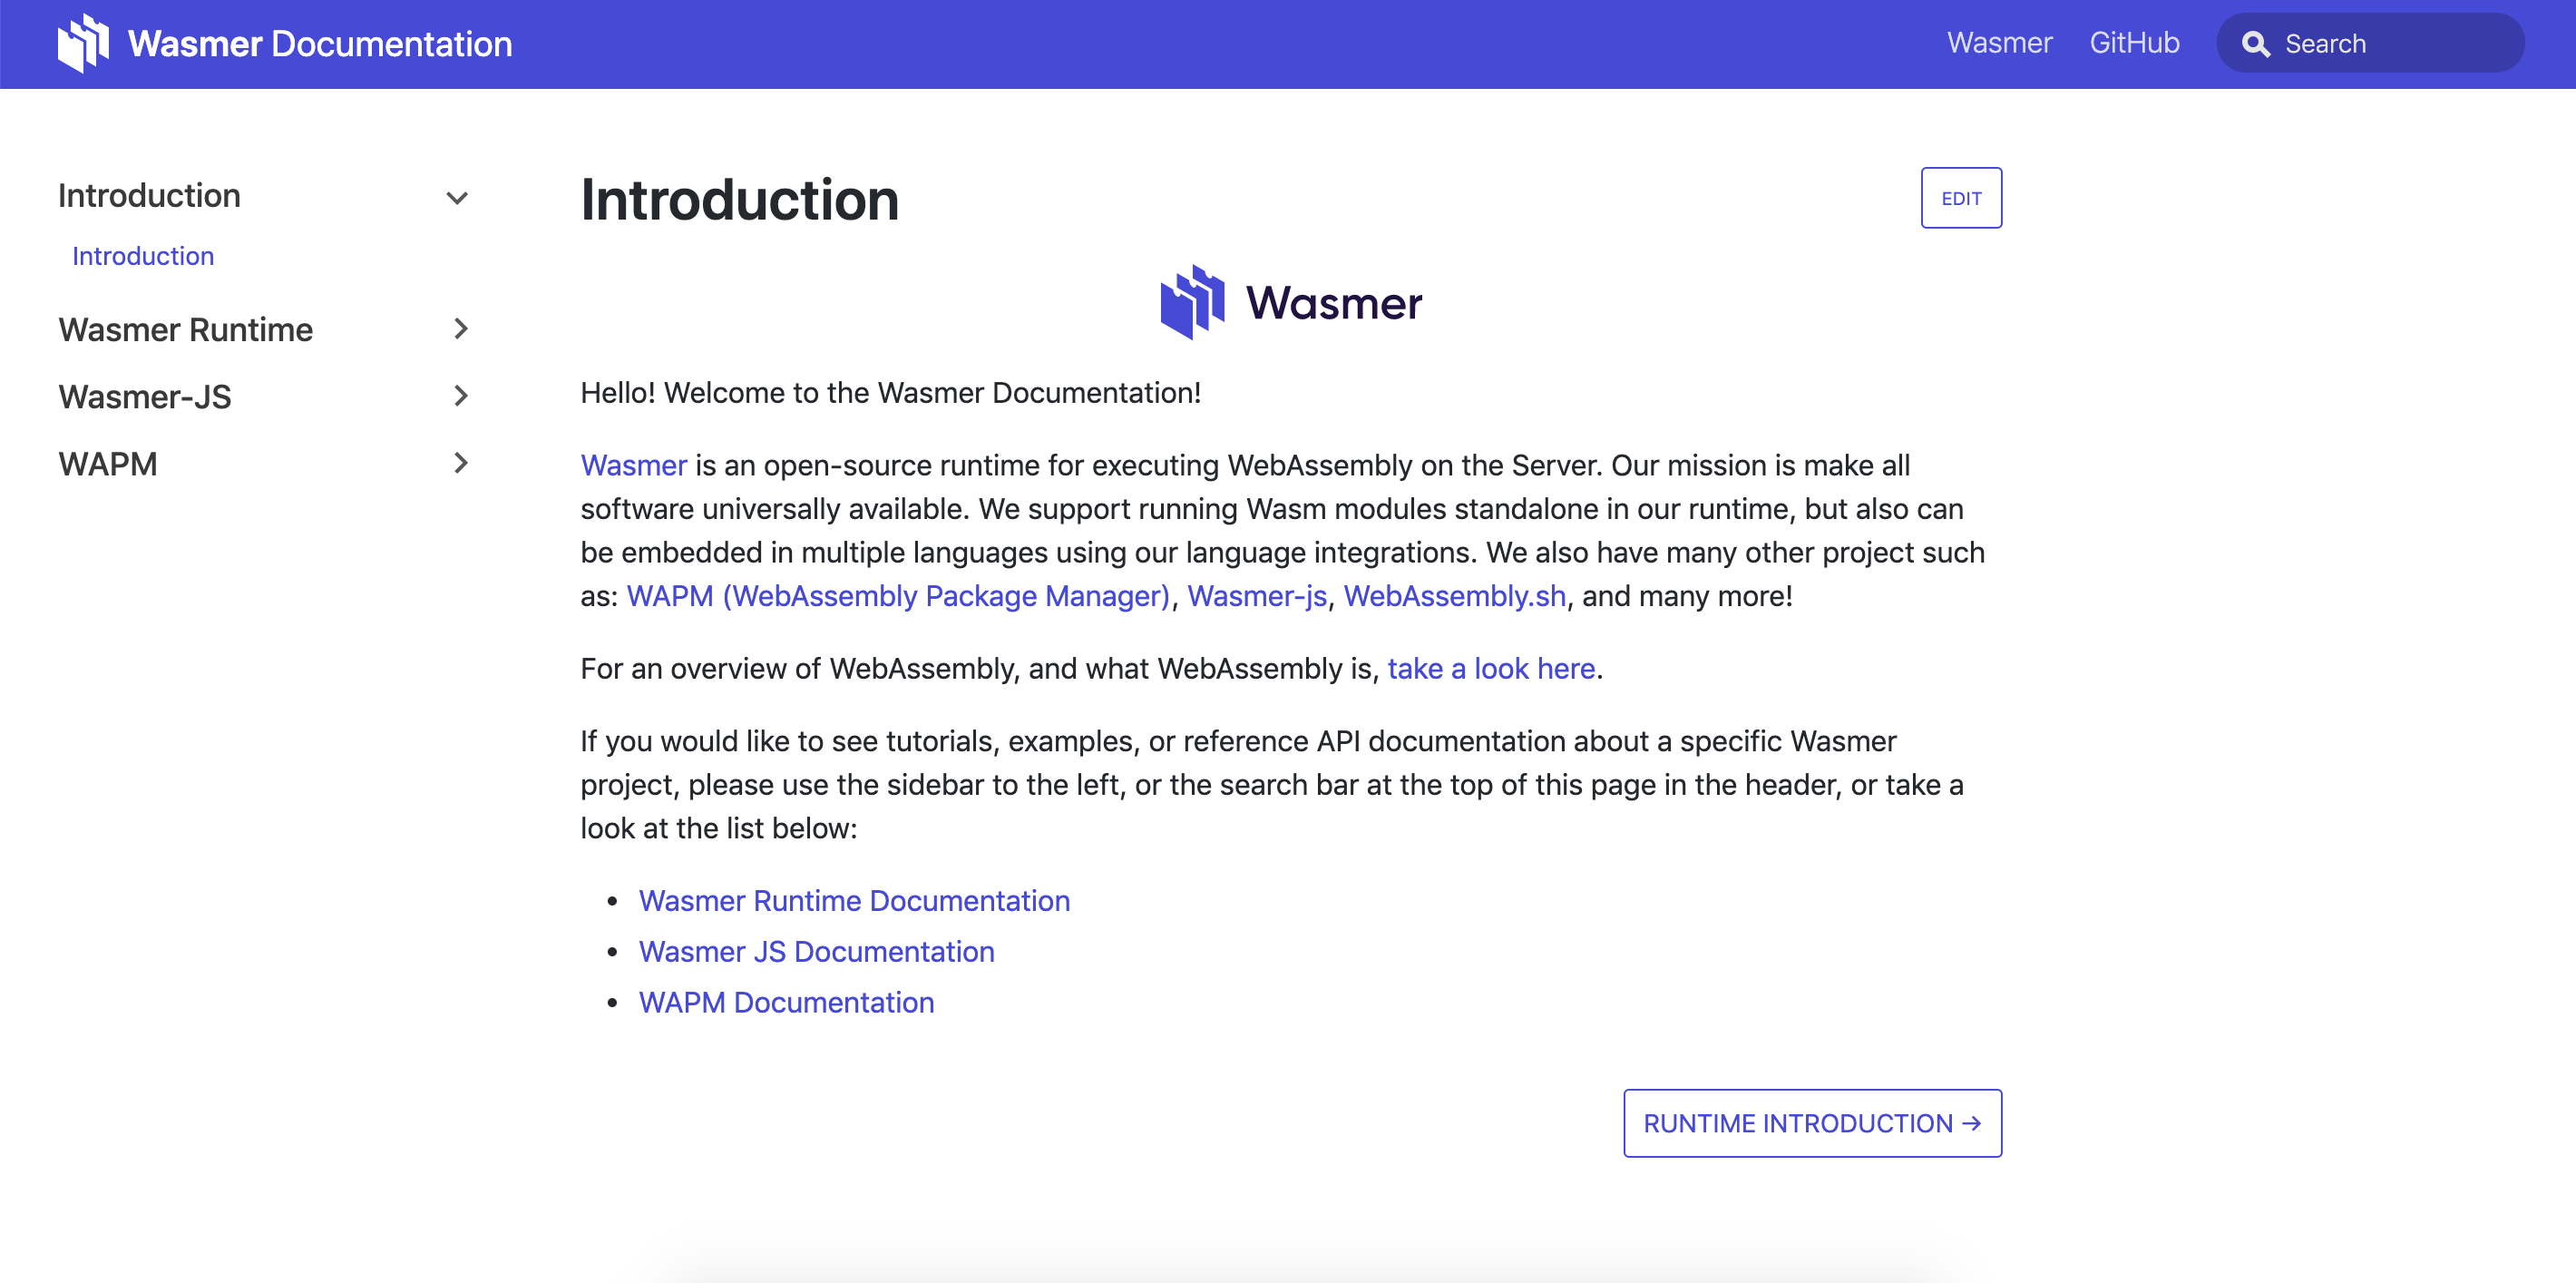 Wasmer Documentation
Wasmer
GitHub
Search
Introduction
Introduction
Wasmer Runtime
Wasmer-JS
WAPM
Introduction
EDIT
Wasmer
Hello! Welcome to the Wasmer Documentation!
Wasmer is an open-source runtime for executing WebAssembly on the Server. Our mission is make all
software universally available. We support running Wasm modules standalone in our runtime, but also can
be embedded in multiple languages using our language integrations. We also have many other project such
as: WAPM (WebAssembly Package Manager), Wasmer-js, WebAssembly.sh, and many more!
For an overview of WebAssembly, and what WebAssembly is, take a look here.
If you would like to see tutorials, examples, or reference API documentation about a specific Wasmer
project, please use the sidebar to the left, or the search bar at the top of this page in the header, or take a
look at the list below:
• Wasmer Runtime Documentation
• Wasmer JS Documentation
• WAPM Documentation
RUNTIME INTRODUCTION →